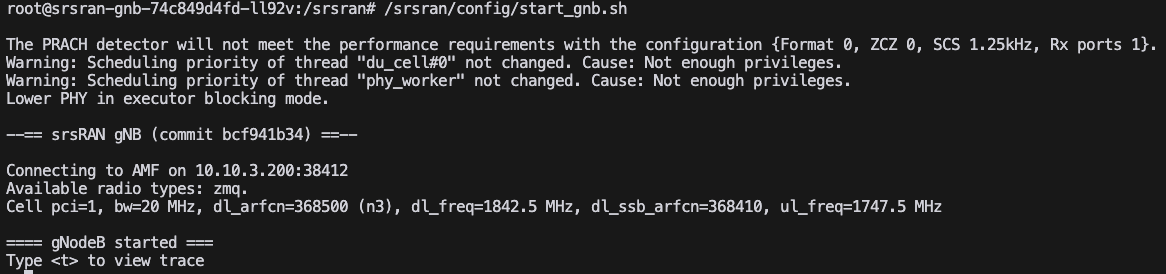 root@srsran-gnb-74c849d4fd-ll92v:/srsran# /srsran/config/start_gnb.sh
The PRACH detector will not meet the performance requirements with the configuration {Format 0, ZCZ 0, SCS 1.25kHz, Rx ports 1}.
Warning: Scheduling priority of thread "du_cell#0" not changed. Cause: Not enough privileges.
Warning: Scheduling priority of thread "phy_worker" not changed. Cause: Not enough privileges.
Lower PHY in executor blocking mode.
--== srsRAN gNB (commit bcf941b34) ==--
Connecting to AMF on 10.10.3.200:38412
Available radio types: zmq.
Cell pci=1, bw=20 MHz, dl_arfcn=368500 (n3), dl_freq=1842.5 MHz, dl_ssb_arfcn=368410, ul_freq=1747.5 MHz
==== gNodeB started ===
Type <t> to view trace